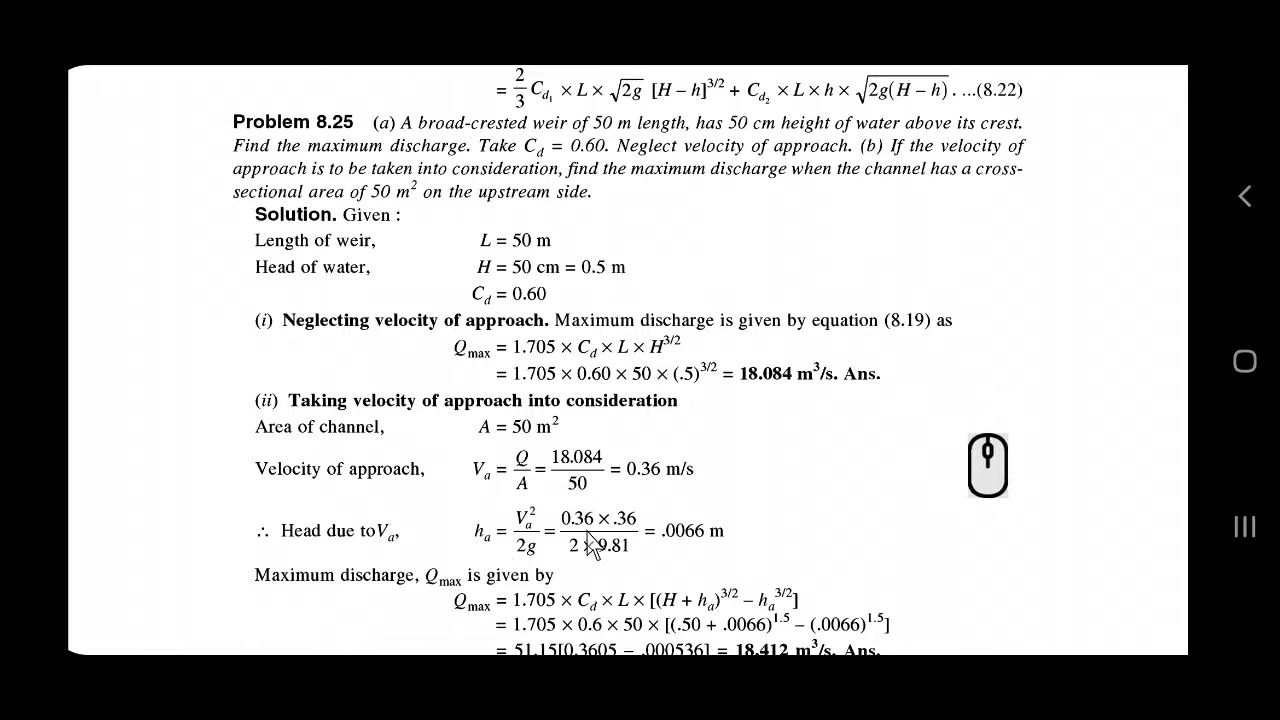 = 2/3 C_d₁ × L × √2g [H – h]^3/2 + C_d₂ × L × h × √2g(H – h) . ...(8.22)
Problem 8.25 (a) A broad-crested weir of 50 m length, has 50 cm height of water above its crest.
Find the maximum discharge. Take C_d = 0.60. Neglect velocity of approach. (b) If the velocity of
approach is to be taken into consideration, find the maximum discharge when the channel has a cross-
sectional area of 50 m² on the upstream side.
Solution. Given :
Length of weir, L = 50 m
Head of water, H = 50 cm = 0.5 m
C_d = 0.60
(i) Neglecting velocity of approach. Maximum discharge is given by equation (8.19) as
Q_max = 1.705 × C_d × L × H^3/2
= 1.705 × 0.60 × 50 × (.5)^3/2 = 18.084 m³/s. Ans.
(ii) Taking velocity of approach into consideration
Area of channel, A = 50 m²
Velocity of approach, V_a = Q/A = 18.084/50 = 0.36 m/s
∴ Head due to V_a, h_a = V_a²/2g = 0.36 × .36/2 × 9.81 = .0066 m
Maximum discharge, Q_max is given by
Q_max = 1.705 × C_d × L × [(H + h_a)^3/2 – h_a^3/2]
= 1.705 × 0.6 × 50 × [(.50 + .0066)^1.5 – (.0066)^1.5]
= 51.15[0.3605 – .000536] = 18.412 m³/s. Ans.